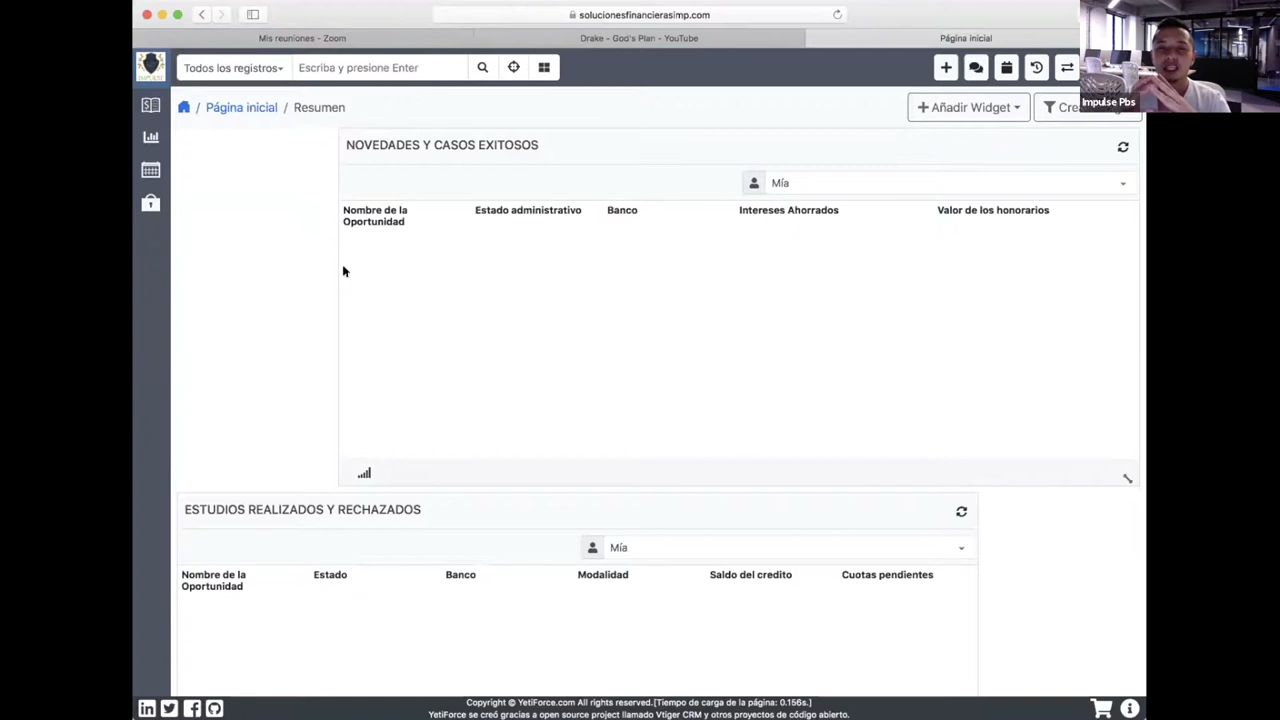 solucionesfinancierasimp.com
Mis reuniones - Zoom
Drake - God's Plan - YouTube
Página inicial
IMPULSE
Todos los registros
Escriba y presione Enter
Impulse Pbs
Página inicial / Resumen
Añadir Widget
NOVEDADES Y CASOS EXITOSOS
Mía
Nombre de la Oportunidad
Estado administrativo
Banco
Intereses Ahorrados
Valor de los honorarios
ESTUDIOS REALIZADOS Y RECHAZADOS
Mía
Nombre de la Oportunidad
Estado
Banco
Modalidad
Saldo del credito
Cuotas pendientes
Copyright © YetiForce.com All rights reserved.[Tiempo de carga de la página: 0.156s.]
YetiForce se creó gracias a open source project llamado Vtiger CRM y otros proyectos de código abierto.